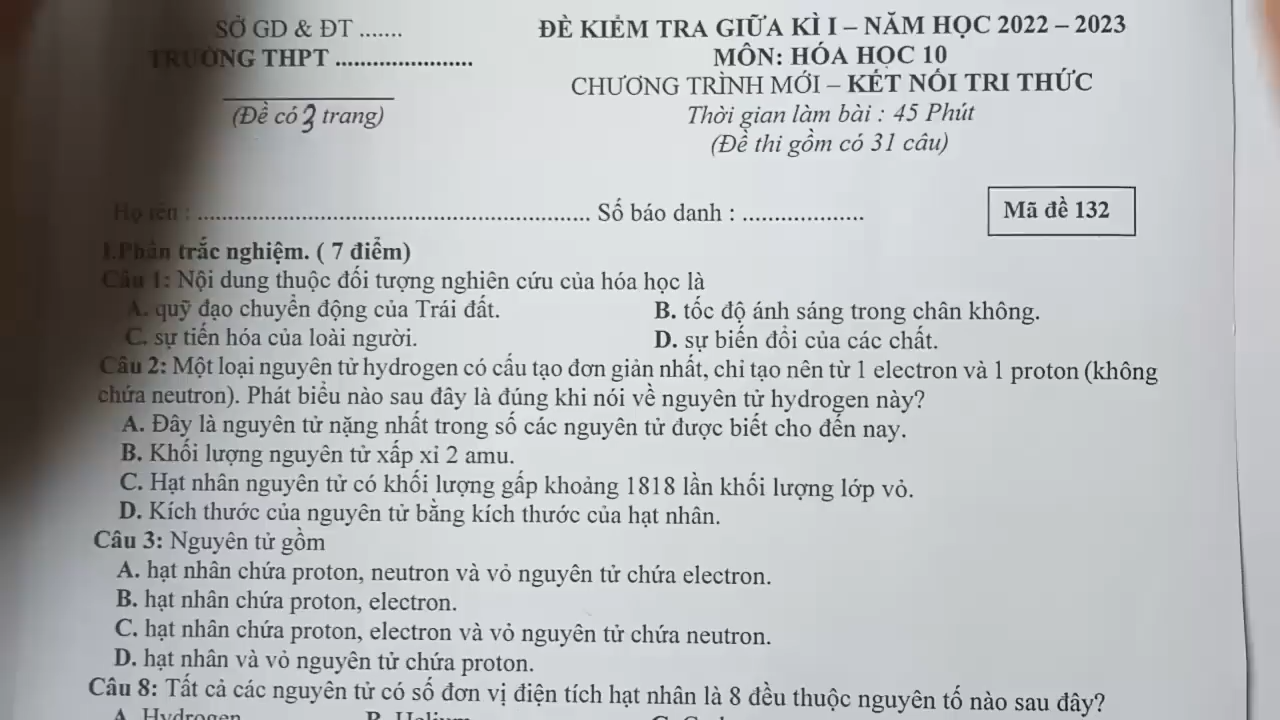 SỞ GD & ĐT .......
TRƯỜNG THPT ......................
(Đề có 3 trang)
ĐỀ KIỂM TRA GIỮA KÌ I – NĂM HỌC 2022 – 2023
MÔN: HÓA HỌC 10
CHƯƠNG TRÌNH MỚI – KẾT NỐI TRI THỨC
Thời gian làm bài : 45 Phút
(Đề thi gồm có 31 câu)
Họ tên : ............................................................ Số báo danh : ...................
Mã đề 132
I.Phần trắc nghiệm. ( 7 điểm)
Câu 1: Nội dung thuộc đối tượng nghiên cứu của hóa học là
A. quỹ đạo chuyển động của Trái đất. B. tốc độ ánh sáng trong chân không.
C. sự tiến hóa của loài người. D. sự biến đổi của các chất.
Câu 2: Một loại nguyên tử hydrogen có cấu tạo đơn giản nhất, chỉ tạo nên từ 1 electron và 1 proton (không
chứa neutron). Phát biểu nào sau đây là đúng khi nói về nguyên tử hydrogen này?
A. Đây là nguyên tử nặng nhất trong số các nguyên tử được biết cho đến nay.
B. Khối lượng nguyên tử xấp xỉ 2 amu.
C. Hạt nhân nguyên tử có khối lượng gấp khoảng 1818 lần khối lượng lớp vỏ.
D. Kích thước của nguyên tử bằng kích thước của hạt nhân.
Câu 3: Nguyên tử gồm
A. hạt nhân chứa proton, neutron và vỏ nguyên tử chứa electron.
B. hạt nhân chứa proton, electron.
C. hạt nhân chứa proton, electron và vỏ nguyên tử chứa neutron.
D. hạt nhân và vỏ nguyên tử chứa proton.
Câu 8: Tất cả các nguyên tử có số đơn vị điện tích hạt nhân là 8 đều thuộc nguyên tố nào sau đây?
A. Hydrogen B. Helium